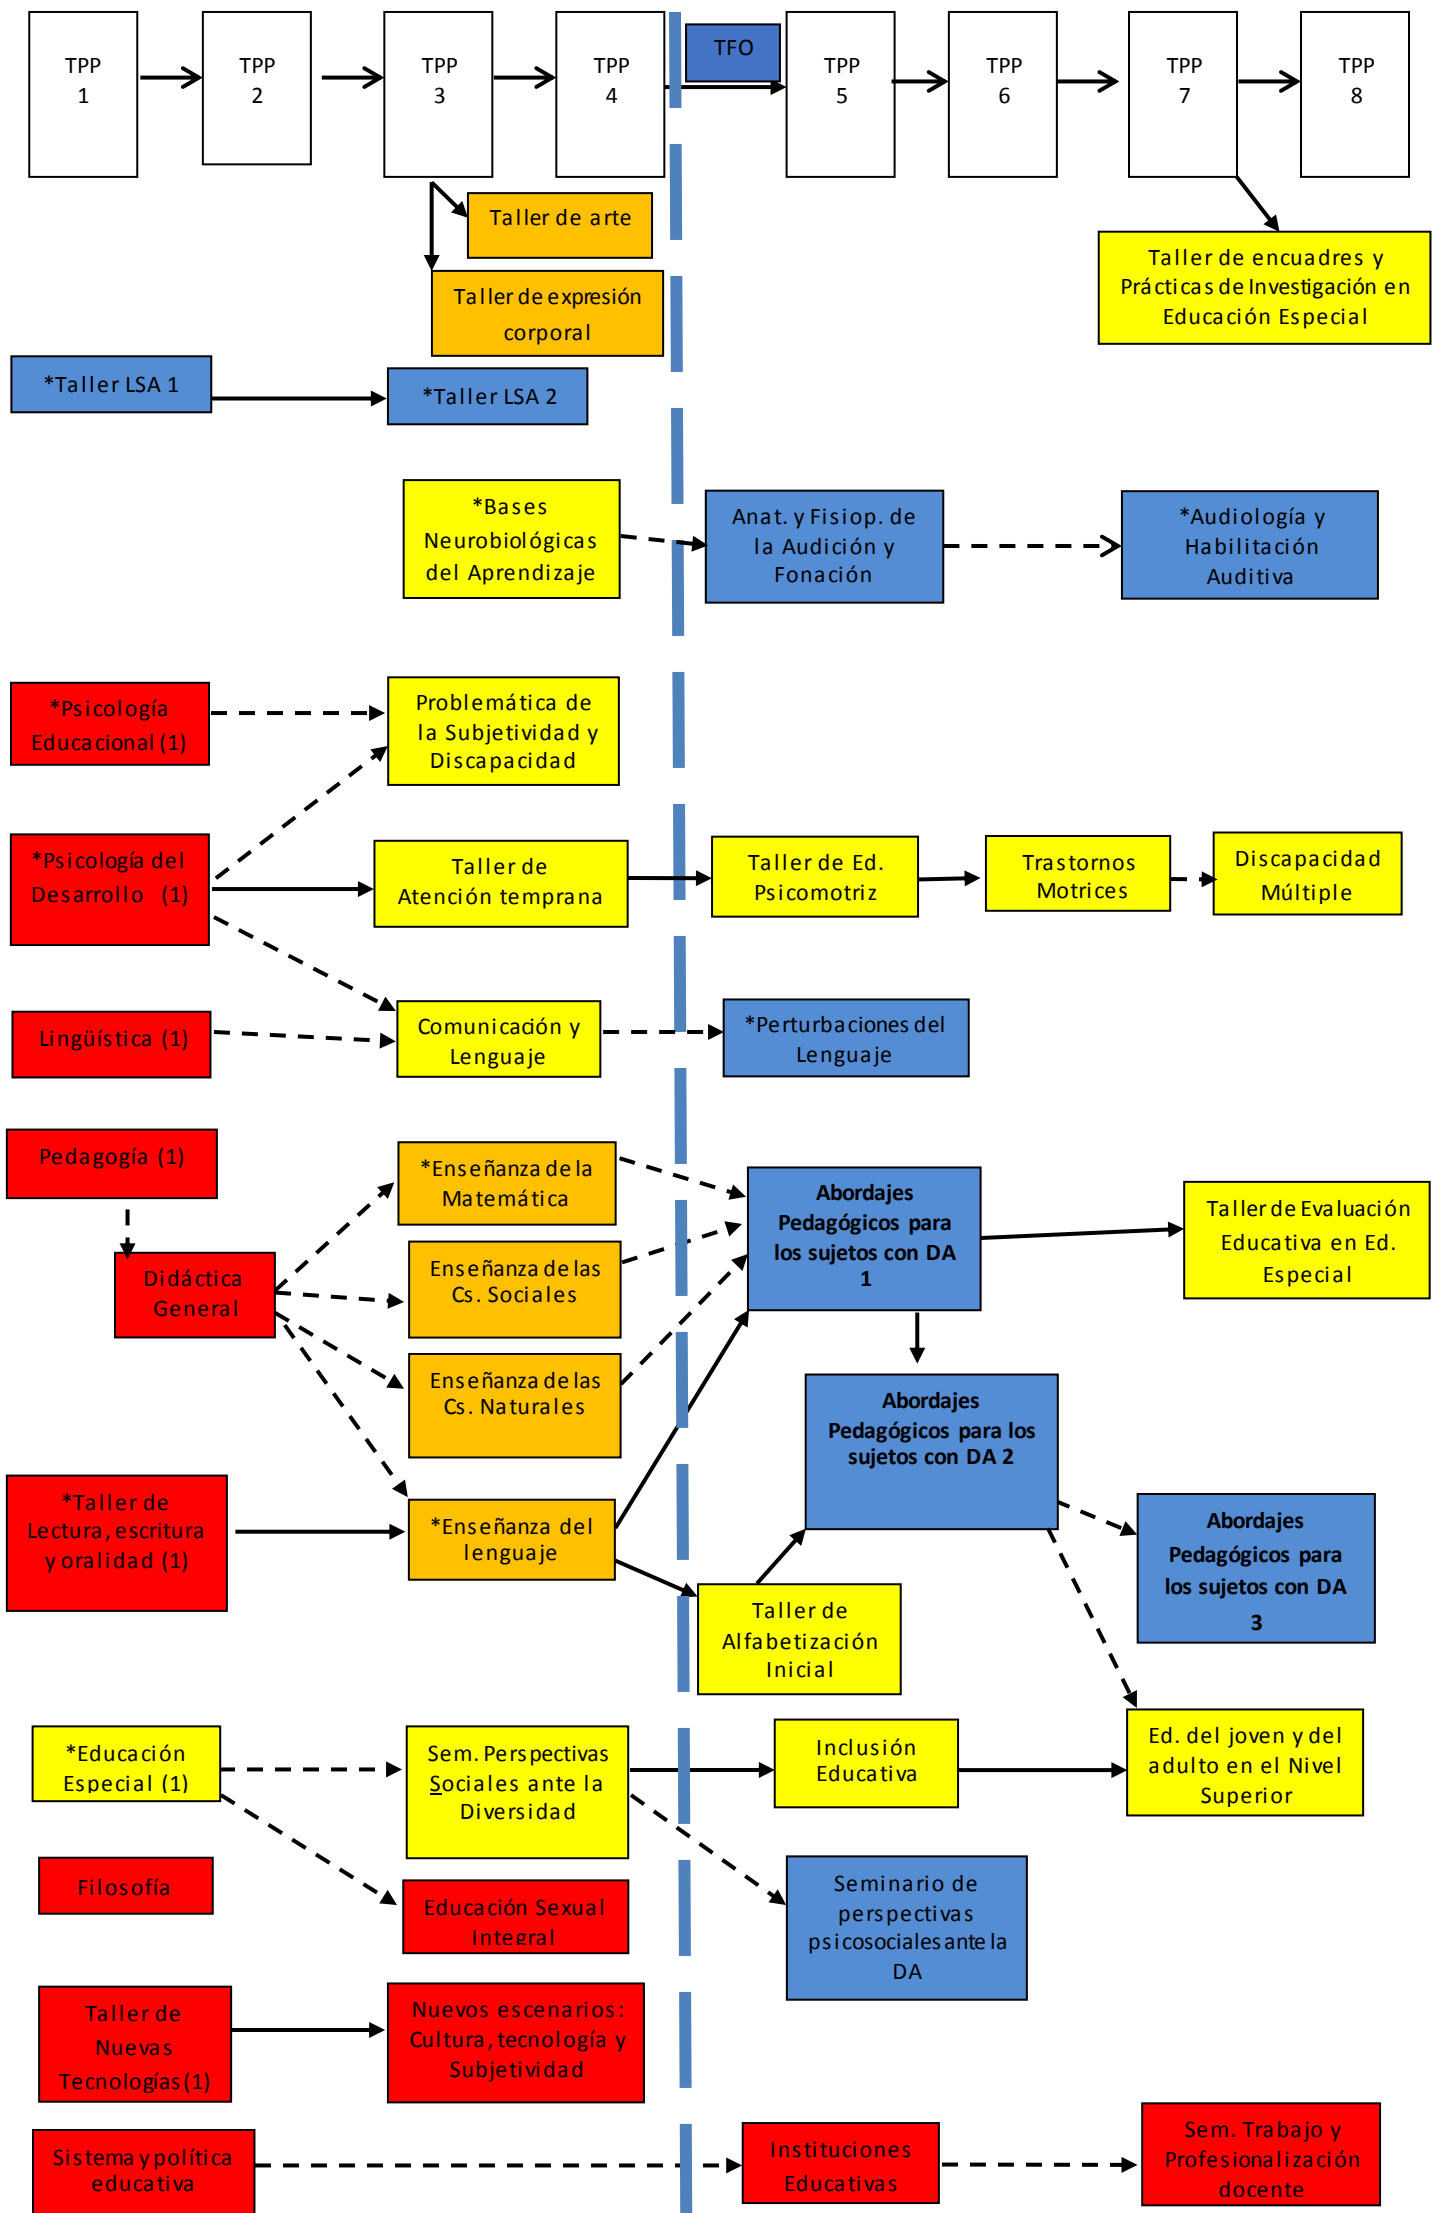 TPP
1
TPP
2
TPP
3
TPP
4
TFO
TPP
5
TPP
6
TPP
7
TPP
8
Taller de arte
Taller de expresión
corporal
Taller de encuadres y
Prácticas de Investigación en
Educación Especial
*Taller LSA 1
*Taller LSA 2
*Bases
Neurobiológicas
del Aprendizaje
Anat. y Fisiop. de
la Audición y
Fonación
*Audiología y
Habilitación
Auditiva
*Psicología
Educacional (1)
Problemática de
la Subjetividad y
Discapacidad
*Psicología del
Desarrollo (1)
Taller de
Atención temprana
Taller de Ed.
Psicomotriz
Trastornos
Motrices
Discapacidad
Múltiple
Lingüística (1)
Comunicación y
Lenguaje
*Perturbaciones del
Lenguaje
Pedagogía (1)
Didáctica
General
*Enseñanza de la
Matemática
Enseñanza de las
Cs. Sociales
Enseñanza de las
Cs. Naturales
Abordajes
Pedagógicos para
los sujetos con DA
1
Taller de Evaluación
Educativa en Ed.
Especial
Abordajes
Pedagógicos para los
sujetos con DA 2
*Taller de
Lectura, escritura
y oralidad (1)
*Enseñanza del
lenguaje
Abordajes
Pedagógicos para
los sujetos con DA
3
Taller de
Alfabetización
Inicial
*Educación
Especial (1)
Sem. Perspectivas
Sociales ante la
Diversidad
Inclusión
Educativa
Ed. del joven y del
adulto en el Nivel
Superior
Filosofía
Educación Sexual
Integral
Seminario de
perspectivas
psicosociales ante la
DA
Taller de
Nuevas
Tecnologías (1)
Nuevos escenarios:
Cultura, tecnología y
Subjetividad
Sistema y política
educativa
Instituciones
Educativas
Sem. Trabajo y
Profesionalización
docente